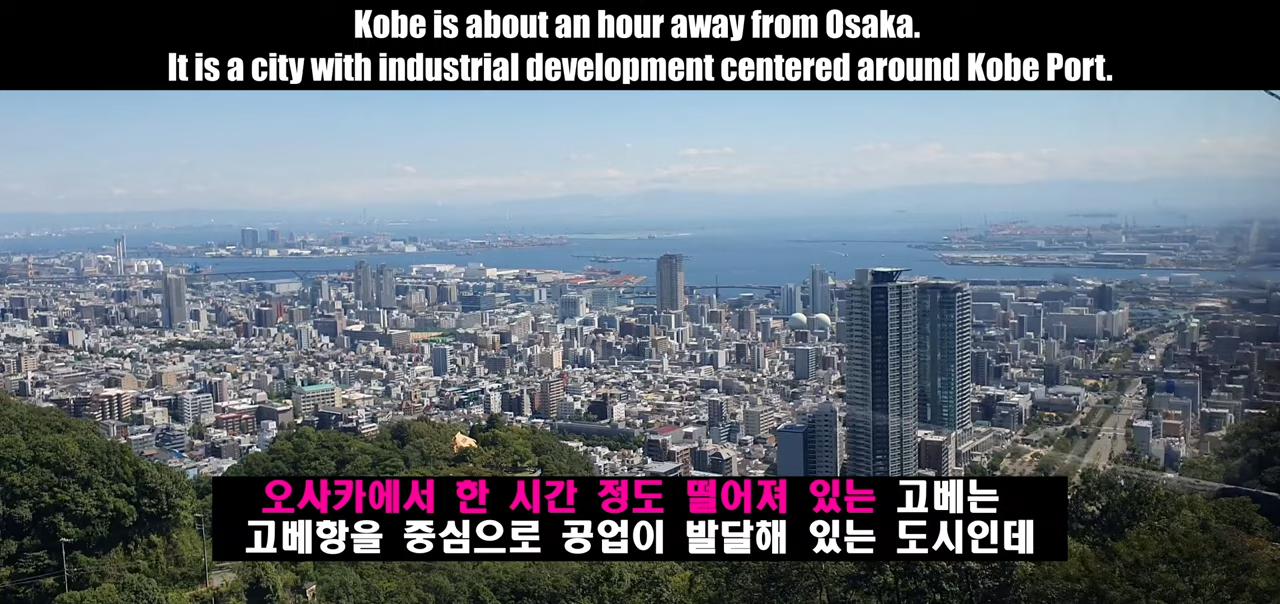 Kobe is about an hour away from Osaka.
It is a city with industrial development centered around Kobe Port.
오사카에서 한 시간 정도 떨어져 있는 고베는
고베항을 중심으로 공업이 발달해 있는 도시인데